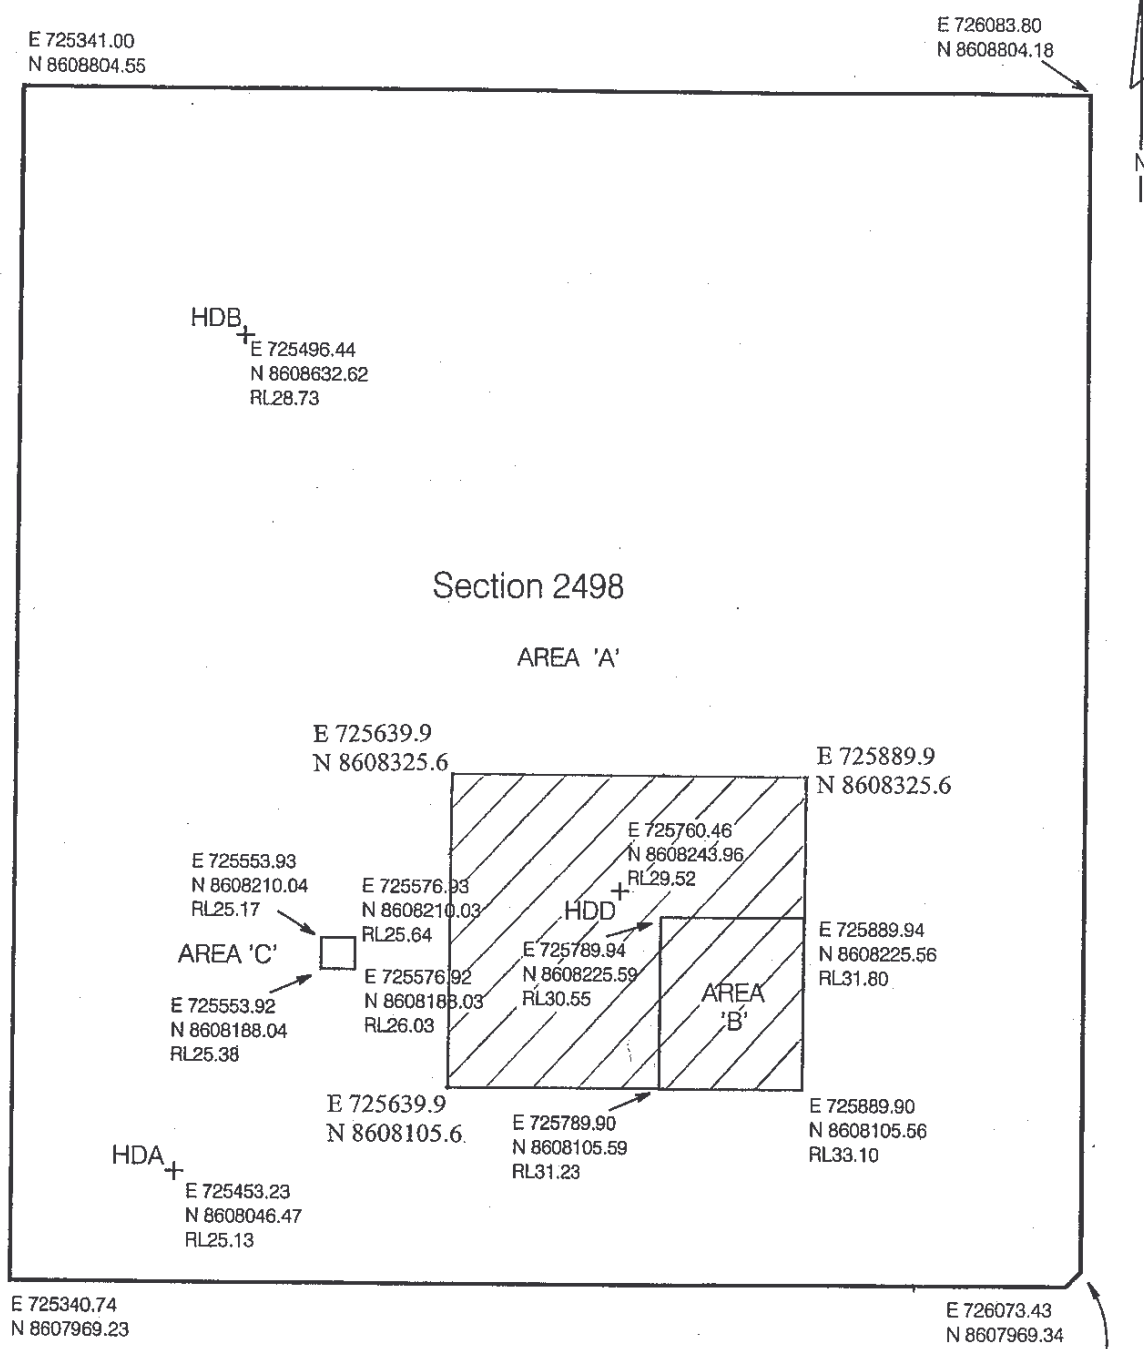 E 725341.00
N 8608804.55
E 726083.80
N 8608804.18
N
HDB
E 725496.44
N 8608632.62
RL28.73
Section 2498
AREA 'A'
E 725639.9
N 8608325.6
E 725889.9
N 8608325.6
E 725760.46
N 8608243.96
RL29.52
HDD
E 725553.93
N 8608210.04
RL25.17
E 725576.93
N 8608210.03
RL25.64
AREA 'C'
E 725576.92
N 8608188.03
RL26.03
E 725553.92
N 8608188.04
RL25.38
E 725789.94
N 8608225.59
RL30.55
E 725889.94
N 8608225.56
RL31.80
AREA
'B'
E 725639.9
N 8608105.6
E 725789.90
N 8608105.59
RL31.23
E 725889.90
N 8608105.56
RL33.10
HDA
E 725453.23
N 8608046.47
RL25.13
E 725340.74
N 8607969.23
E 726073.43
N 8607969.34